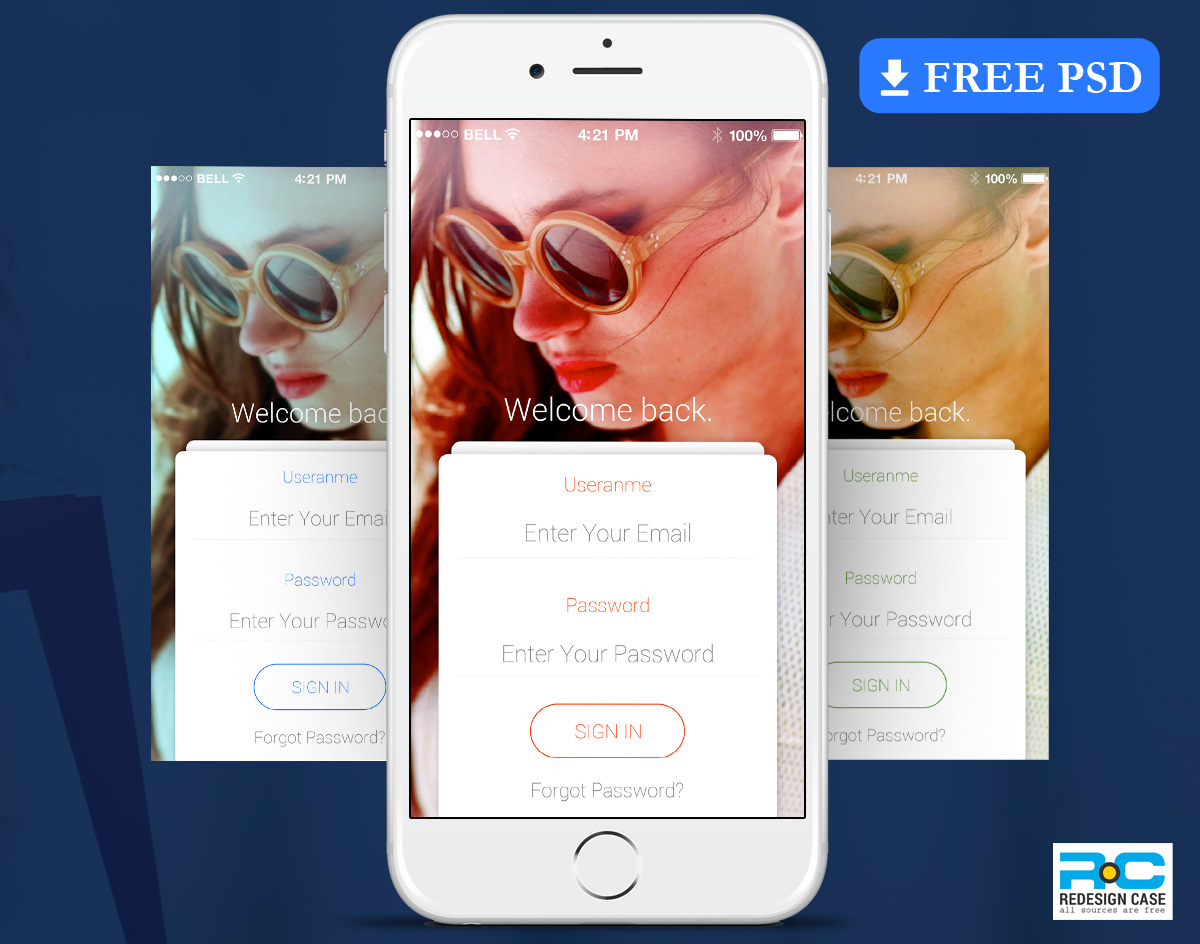 FREE PSD
BELL 4:21 PM 100%
Welcome back.
Useranme
Enter Your Email
Password
Enter Your Password
SIGN IN
Forgot Password?
BELL 4:21 PM
Welcome bac
Useranme
Enter Your Emai
Password
Enter Your Passw
SIGN IN
Forgot Password?
4:21 PM 100%
lcome back.
Useranme
ter Your Email
Password
r Your Password
SIGN IN
orgot Password?
RC
REDESIGN CASE
all sources are free